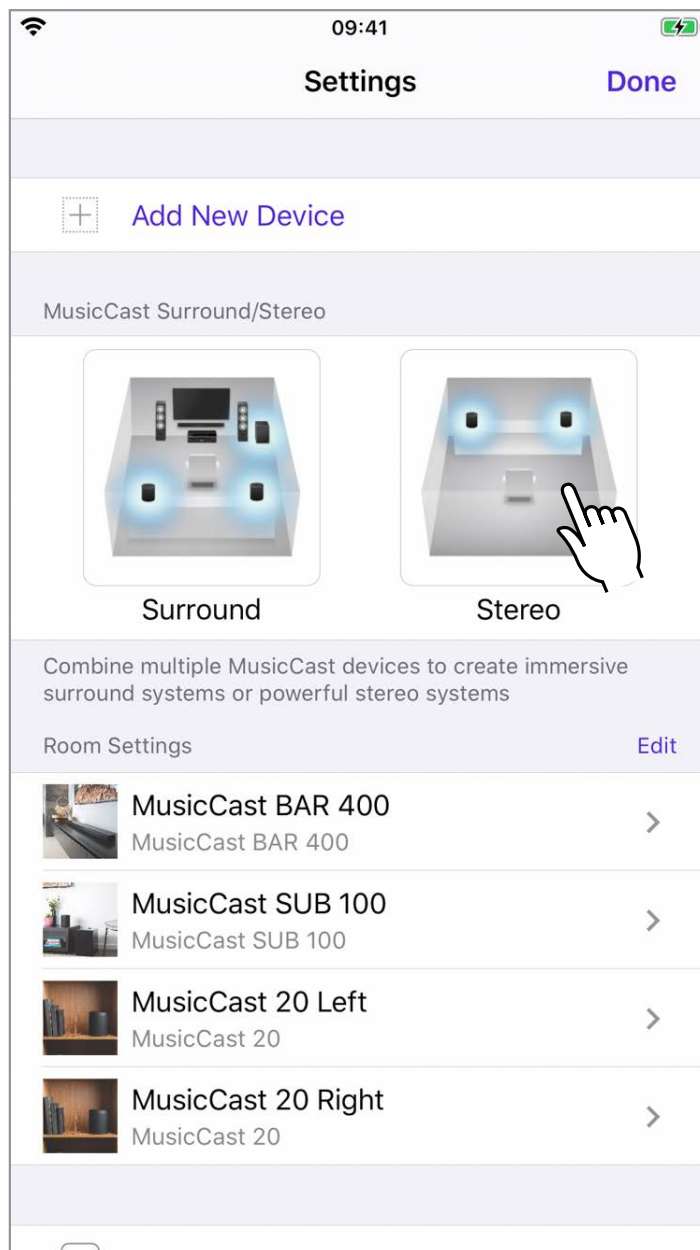 09:41
Settings
Done
Add New Device
MusicCast Surround/Stereo
Surround
Stereo
Combine multiple MusicCast devices to create immersive
surround systems or powerful stereo systems
Room Settings
Edit
MusicCast BAR 400
MusicCast BAR 400
MusicCast SUB 100
MusicCast SUB 100
MusicCast 20 Left
MusicCast 20
MusicCast 20 Right
MusicCast 20